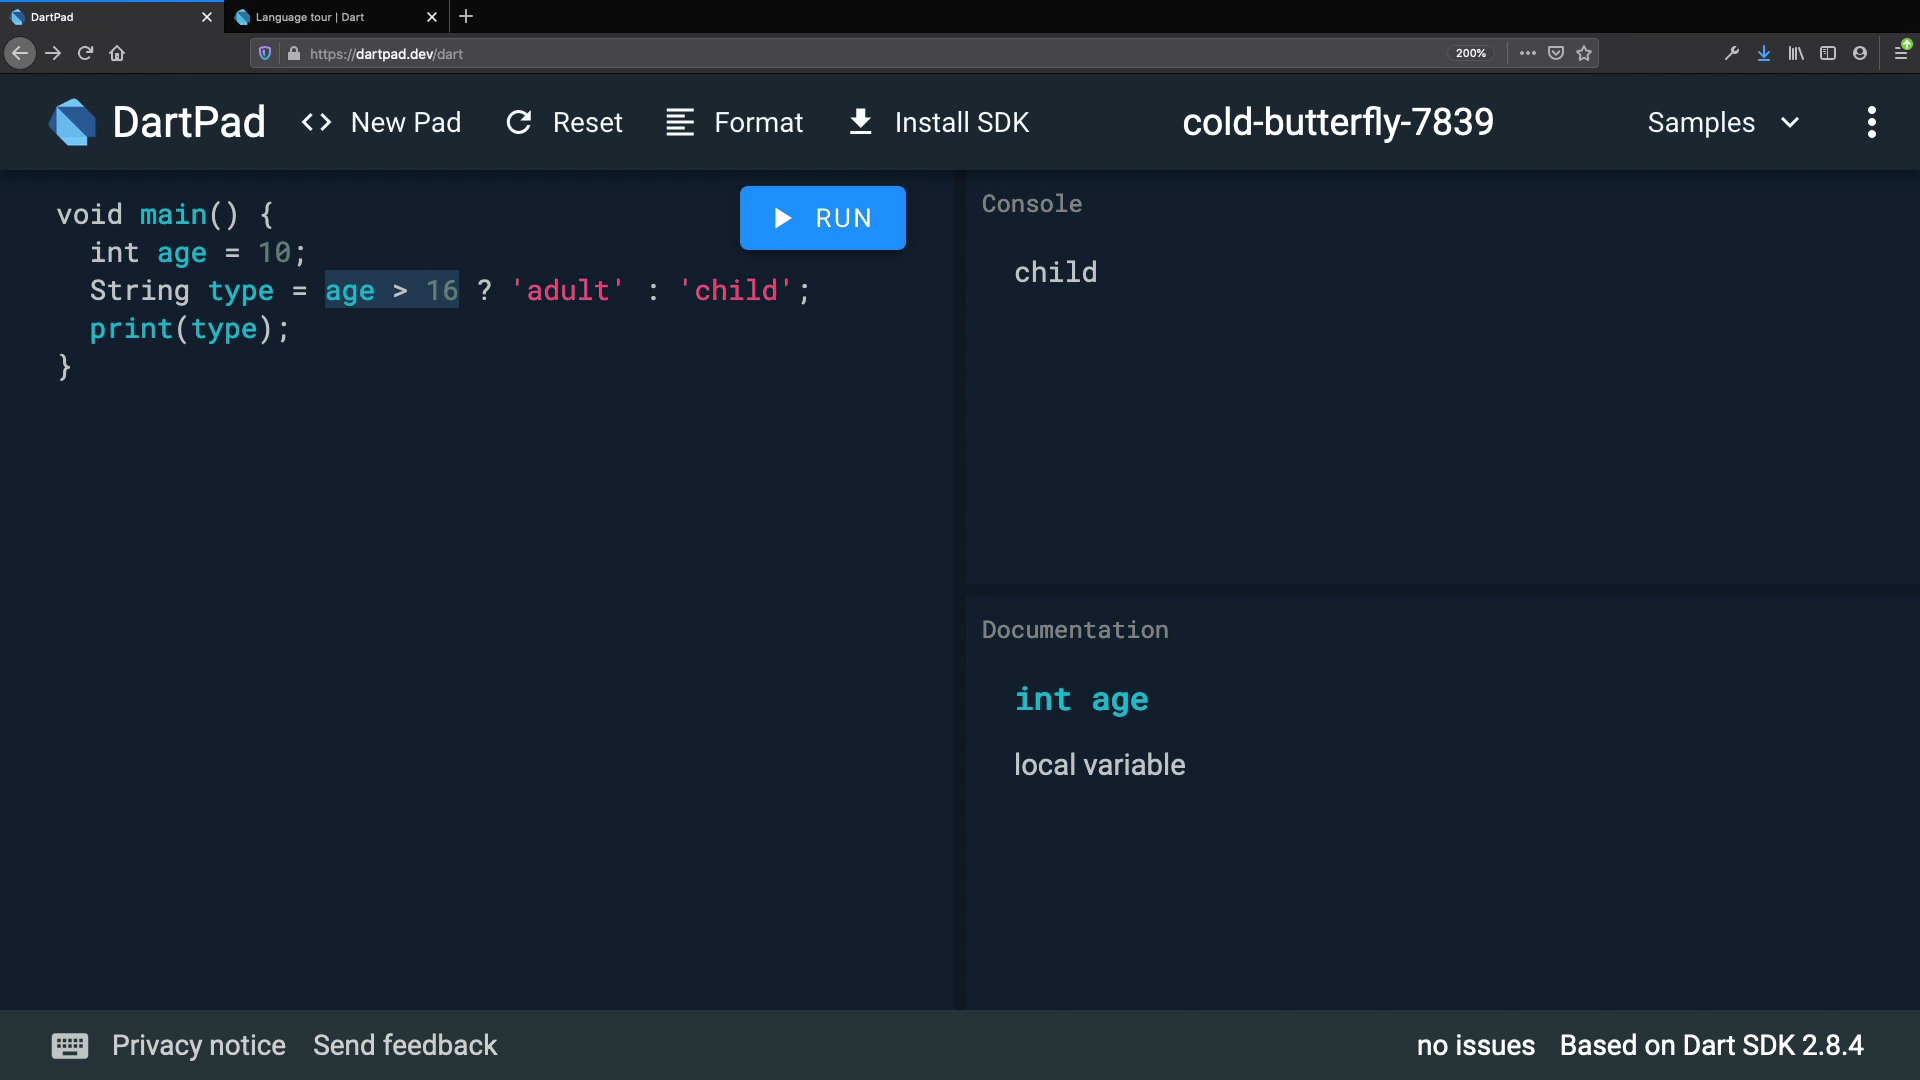 DartPad
Language tour | Dart
https://dartpad.dev/dart
200%
DartPad
<> New Pad
Reset
Format
Install SDK
cold-butterfly-7839
Samples
void main() {
  int age = 10;
  String type = age > 16 ? 'adult' : 'child';
  print(type);
}
RUN
Console
child
Documentation
int age
local variable
Privacy notice
Send feedback
no issues
Based on Dart SDK 2.8.4